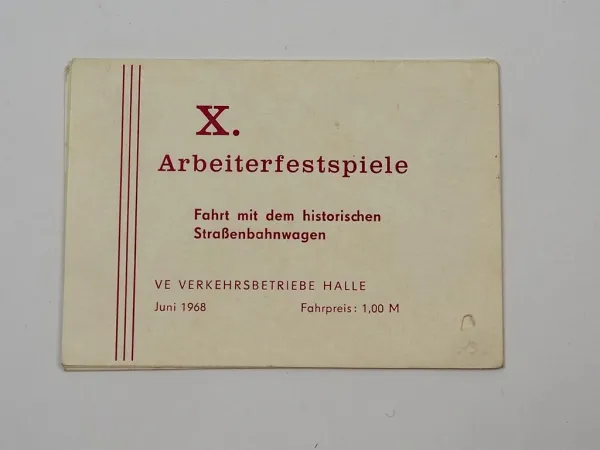 X.
Arbeiterfestspiele
Fahrt mit dem historischen
Straßenbahnwagen
VE VERKEHRSBETRIEBE HALLE
Juni 1968 Fahrpreis: 1,00 M